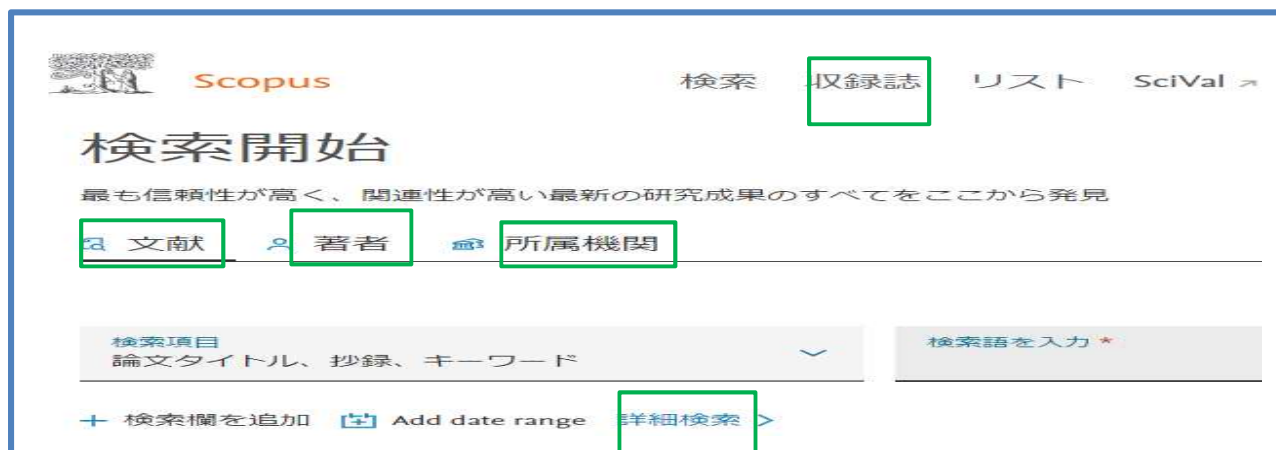 Scopus 検索 収録誌 リスト SciVal ↗
検索開始
最も信頼性が高く、関連性が高い最新の研究成果のすべてをここから発見
文献 著者 所属機関
検索項目 検索語を入力 *
論文タイトル、抄録、キーワード
+ 検索欄を追加 Add date range 詳細検索 >